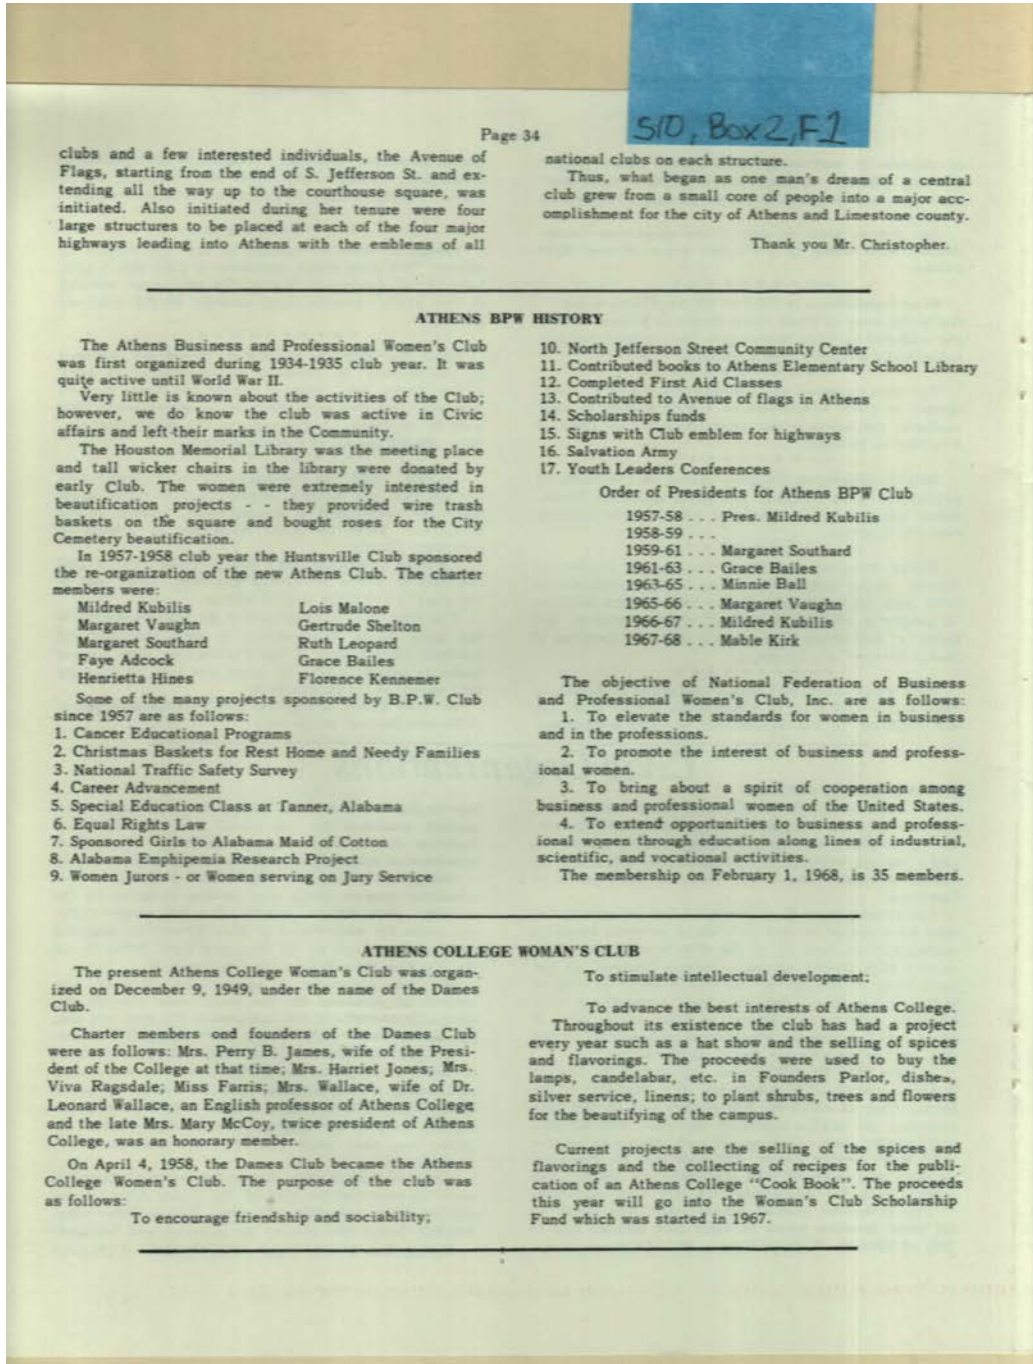 S10, Box 2, F1
Page 34
clubs and a few interested individuals, the Avenue of
Flags, starting from the end of S. Jefferson St. and ex-
tending all the way up to the courthouse square, was
initiated. Also initiated during her tenure were four
large structures to be placed at each of the four major
highways leading into Athens with the emblems of all
national clubs on each structure.
Thus, what began as one man's dream of a central
club grew from a small core of people into a major acc-
omplishment for the city of Athens and Limestone county.
Thank you Mr. Christopher.
ATHENS BPW HISTORY
The Athens Business and Professional Women's Club
was first organized during 1934-1935 club year. It was
quite active until World War II.
Very little is known about the activities of the Club;
however, we do know the club was active in Civic
affairs and left their marks in the Community.
The Houston Memorial Library was the meeting place
and tall wicker chairs in the library were donated by
early Club. The women were extremely interested in
beautification projects - - they provided wire trash
baskets on the square and bought roses for the City
Cemetery beautification.
In 1957-1958 club year the Huntsville Club sponsored
the re-organization of the new Athens Club. The charter
members were:
Mildred Kubilis
Margaret Vaughn
Margaret Southard
Faye Adcock
Henrietta Hines
Lois Malone
Gertrude Shelton
Ruth Leopard
Grace Bailes
Florence Kennemer
Some of the many projects sponsored by B.P.W. Club
since 1957 are as follows:
1. Cancer Educational Programs
2. Christmas Baskets for Rest Home and Needy Families
3. National Traffic Safety Survey
4. Career Advancement
5. Special Education Class at Tanner, Alabama
6. Equal Rights Law
7. Sponsored Girls to Alabama Maid of Cotton
8. Alabama Emphipemia Research Project
9. Women Jurors - or Women serving on Jury Service
10. North Jefferson Street Community Center
11. Contributed books to Athens Elementary School Library
12. Completed First Aid Classes
13. Contributed to Avenue of flags in Athens
14. Scholarships funds
15. Signs with Club emblem for highways
16. Salvation Army
17. Youth Leaders Conferences
Order of Presidents for Athens BPW Club
1957-58 . . . Pres. Mildred Kubilis
1958-59 . . .
1959-61 . . . Margaret Southard
1961-63 . . . Grace Bailes
1963-65 . . . Minnie Ball
1965-66 . . . Margaret Vaughn
1966-67 . . . Mildred Kubilis
1967-68 . . . Mable Kirk
The objective of National Federation of Business
and Professional Women's Club, Inc. are as follows:
1. To elevate the standards for women in business
and in the professions.
2. To promote the interest of business and profess-
ional women.
3. To bring about a spirit of cooperation among
business and professional women of the United States.
4. To extend opportunities to business and profess-
ional women through education along lines of industrial,
scientific, and vocational activities.
The membership on February 1, 1968, is 35 members.
ATHENS COLLEGE WOMAN'S CLUB
The present Athens College Woman's Club was organ-
ized on December 9, 1949, under the name of the Dames
Club.
Charter members ond founders of the Dames Club
were as follows: Mrs. Perry B. James, wife of the Presi-
dent of the College at that time; Mrs. Harriet Jones; Mrs.
Viva Ragsdale; Miss Farris; Mrs. Wallace, wife of Dr.
Leonard Wallace, an English professor of Athens College
and the late Mrs. Mary McCoy, twice president of Athens
College, was an honorary member.
On April 4, 1958, the Dames Club became the Athens
College Women's Club. The purpose of the club was
as follows:
To encourage friendship and sociability;
To stimulate intellectual development;
To advance the best interests of Athens College.
Throughout its existence the club has had a project
every year such as a hat show and the selling of spices
and flavorings. The proceeds were used to buy the
lamps, candelabar, etc. in Founders Parlor, dishes,
silver service, linens; to plant shrubs, trees and flowers
for the beautifying of the campus.
Current projects are the selling of the spices and
flavorings and the collecting of recipes for the publi-
cation of an Athens College "Cook Book". The proceeds
this year will go into the Woman's Club Scholarship
Fund which was started in 1967.